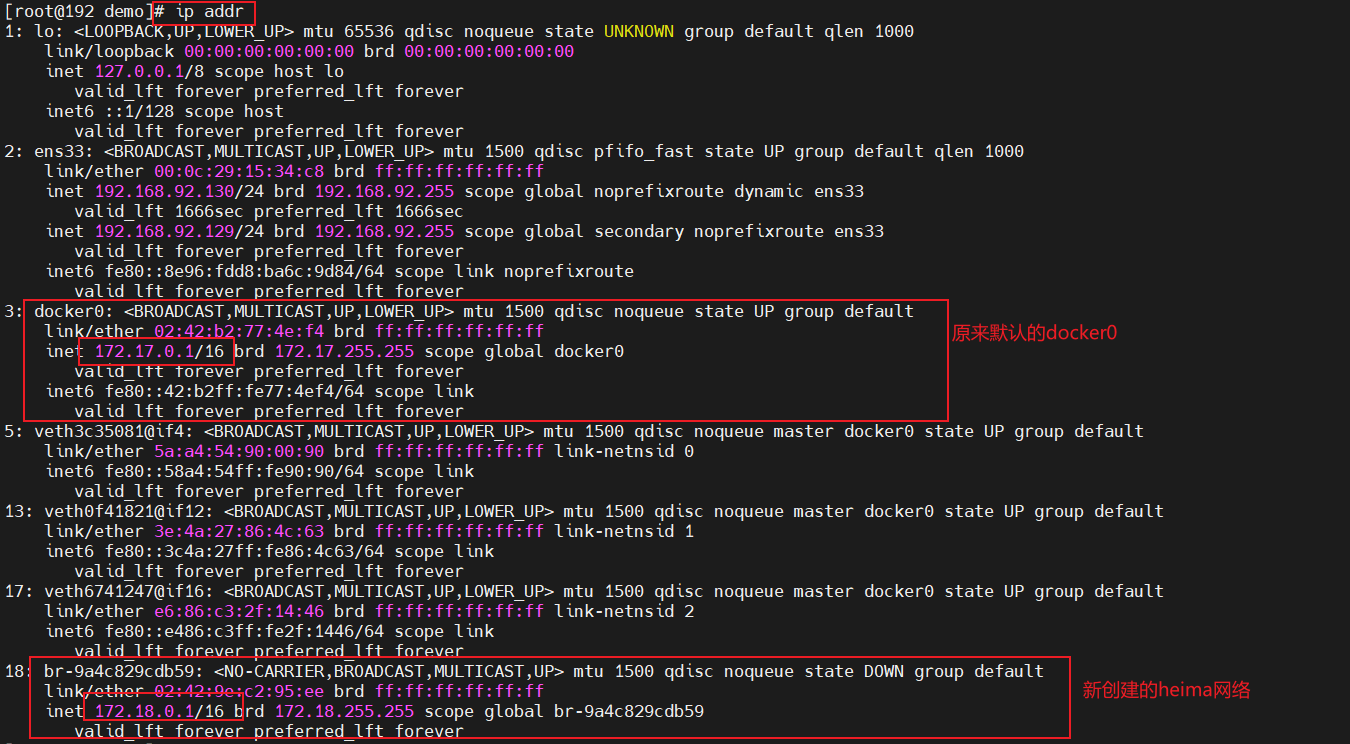 [root@192 demo]# ip addr
1: lo: <LOOPBACK,UP,LOWER_UP> mtu 65536 qdisc noqueue state UNKNOWN group default qlen 1000
link/loopback 00:00:00:00:00:00 brd 00:00:00:00:00:00
inet 127.0.0.1/8 scope host lo
valid_lft forever preferred_lft forever
inet6 ::1/128 scope host
valid_lft forever preferred_lft forever
2: ens33: <BROADCAST,MULTICAST,UP,LOWER_UP> mtu 1500 qdisc pfifo_fast state UP group default qlen 1000
link/ether 00:0c:29:15:34:c8 brd ff:ff:ff:ff:ff:ff
inet 192.168.92.130/24 brd 192.168.92.255 scope global noprefixroute dynamic ens33
valid_lft 1666sec preferred_lft 1666sec
inet 192.168.92.129/24 brd 192.168.92.255 scope global secondary noprefixroute ens33
valid_lft forever preferred_lft forever
inet6 fe80::8e96:fdd8:ba6c:9d84/64 scope link noprefixroute
valid_lft forever preferred_lft forever
3: docker0: <BROADCAST,MULTICAST,UP,LOWER_UP> mtu 1500 qdisc noqueue state UP group default
link/ether 02:42:b2:77:4e:f4 brd ff:ff:ff:ff:ff:ff
原来默认的docker0
inet 172.17.0.1/16 brd 172.17.255.255 scope global docker0
valid_lft forever preferred_lft forever
inet6 fe80::42:b2ff:fe77:4ef4/64 scope link
valid_lft forever preferred_lft forever
5: veth3c35081@if4: <BROADCAST,MULTICAST,UP,LOWER_UP> mtu 1500 qdisc noqueue master docker0 state UP group default
link/ether 5a:a4:54:90:00:90 brd ff:ff:ff:ff:ff:ff link-netnsid 0
inet6 fe80::58a4:54ff:fe90:90/64 scope link
valid_lft forever preferred_lft forever
13: veth0f41821@if12: <BROADCAST,MULTICAST,UP,LOWER_UP> mtu 1500 qdisc noqueue master docker0 state UP group default
link/ether 3e:4a:27:86:4c:63 brd ff:ff:ff:ff:ff:ff link-netnsid 1
inet6 fe80::3c4a:27ff:fe86:4c63/64 scope link
valid_lft forever preferred_lft forever
17: veth6741247@if16: <BROADCAST,MULTICAST,UP,LOWER_UP> mtu 1500 qdisc noqueue master docker0 state UP group default
link/ether e6:86:c3:2f:14:46 brd ff:ff:ff:ff:ff:ff link-netnsid 2
inet6 fe80::e486:c3ff:fe2f:1446/64 scope link
valid_lft forever preferred_lft forever
18: br-9a4c829cdb59: <NO-CARRIER,BROADCAST,MULTICAST,UP> mtu 1500 qdisc noqueue state DOWN group default
link/ether 02:42:9e:c2:95:ee brd ff:ff:ff:ff:ff:ff
新创建的heima网络
inet 172.18.0.1/16 brd 172.18.255.255 scope global br-9a4c829cdb59
valid_lft forever preferred_lft forever